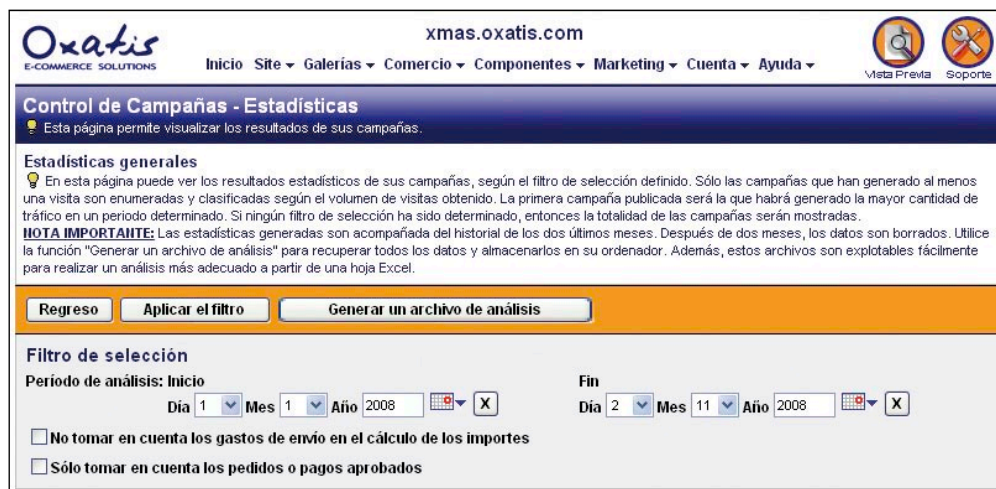 Oxatis
E-COMMERCE SOLUTIONS
xmas.oxatis.com
Inicio Site Galerías Comercio Componentes Marketing Cuenta Ayuda
Vista Previa
Soporte
Control de Campañas - Estadísticas
Esta página permite visualizar los resultados de sus campañas.
Estadísticas generales
En esta página puede ver los resultados estadísticos de sus campañas, según el filtro de selección definido. Sólo las campañas que han generado al menos
una visita son enumeradas y clasificadas según el volumen de visitas obtenido. La primera campaña publicada será la que habrá generado la mayor cantidad de
tráfico en un periodo determinado. Si ningún filtro de selección ha sido determinado, entonces la totalidad de las campañas serán mostradas.
NOTA IMPORTANTE: Las estadísticas generadas son acompañada del historial de los dos últimos meses. Después de dos meses, los datos son borrados. Utilice
la función "Generar un archivo de análisis" para recuperar todos los datos y almacenarlos en su ordenador. Además, estos archivos son explotables fácilmente
para realizar un análisis más adecuado a partir de una hoja Excel.
Regreso Aplicar el filtro Generar un archivo de análisis
Filtro de selección
Período de análisis: Inicio Fin
Día 1 Mes 1 Año 2008 X Día 2 Mes 11 Año 2008 X
No tomar en cuenta los gastos de envío en el cálculo de los importes
Sólo tomar en cuenta los pedidos o pagos aprobados